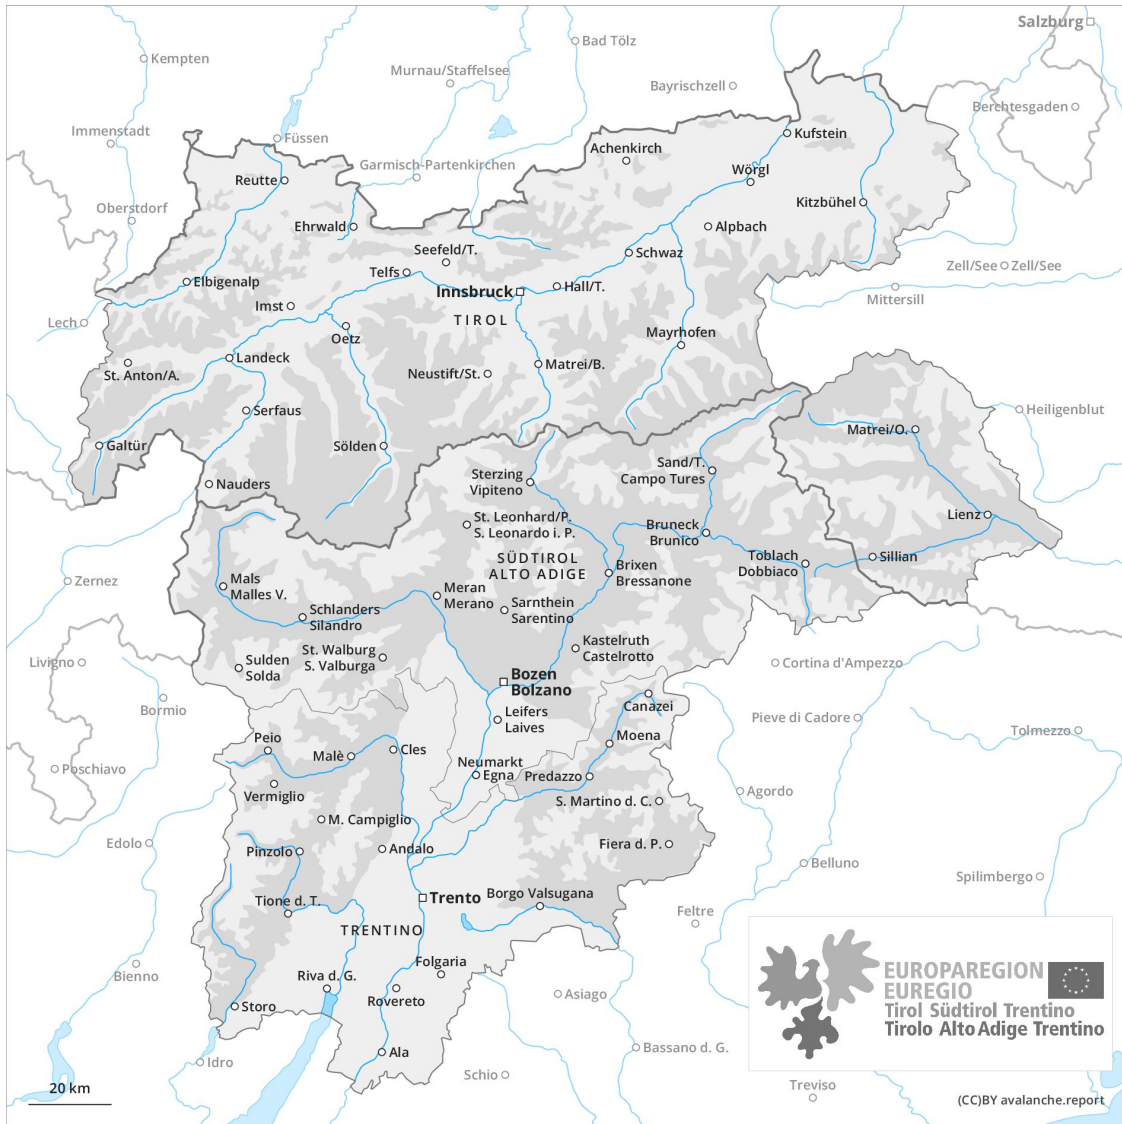 Salzburg
Bad Tölz
Kempten
Murnau/Staffelsee
Bayrischzell
Berchtesgaden
Immenstadt
Füssen
Kufstein
Achenkirch
Garmisch-Partenkirchen
Wörgl
Reutte
Kitzbühel
Oberstdorf
Ehrwald
Alpbach
Seefeld/T.
Schwaz
Telfs
Zell/See
Zell/See
Elbigenalp
Innsbruck
Hall/T.
Mittersill
Imst
TIROL
Lech
Oetz
Mayrhofen
Landeck
Matrei/B.
St. Anton/A.
Neustift/St.
Serfaus
Heiligenblut
Matrei/O.
Galtür
Sölden
Sterzing
Vipiteno
Sand/T.
Campo Tures
Nauders
St. Leonhard/P.
S. Leonardo i. P.
Bruneck
Brunico
Lienz
SÜDTIROL
ALTO ADIGE
Toblach
Dobbiaco
Sillian
Brixen
Bressanone
Zernez
Mals
Malles V.
Meran
Merano
Sarnthein
Sarentino
Schlanders
Silandro
Kastelruth
Castelrotto
St. Walburg
S. Valburga
Livigno
Sulden
Solda
Cortina d'Ampezzo
Bozen
Bolzano
Bormio
Canazei
Leifers
Laives
Pieve di Cadore
Tolmezzo
Peio
Malè
Cles
Moena
Neumarkt
Egna
Predazzo
Poschiavo
Vermiglio
Agordo
S. Martino d. C.
M. Campiglio
Edolo
Pinzolo
Andalo
Fiera d. P.
Belluno
Spilimbergo
Tione d. T.
Trento
Borgo Valsugana
Feltre
TRENTINO
Bienno
Riva d. G.
Folgaria
Rovereto
Asiago
Storo
EUROPAREGION
EUREGIO
Tirol Südtirol Trentino
Tirolo Alto Adige Trentino
Idro
Ala
Bassano d. G.
Schio
Treviso
20 km
(CC)BY avalanche.report